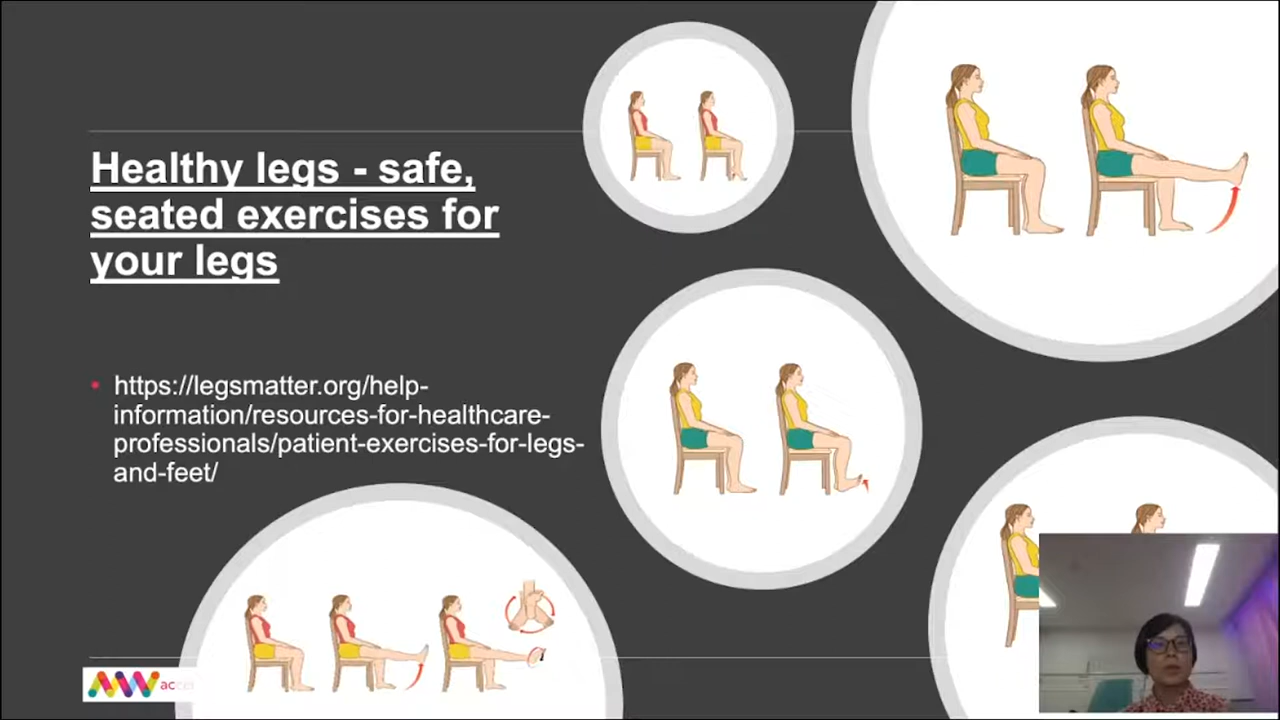 Healthy legs - safe,
seated exercises for
your legs
https://legsmatter.org/help-
information/resources-for-healthcare-
professionals/patient-exercises-for-legs-
and-feet/